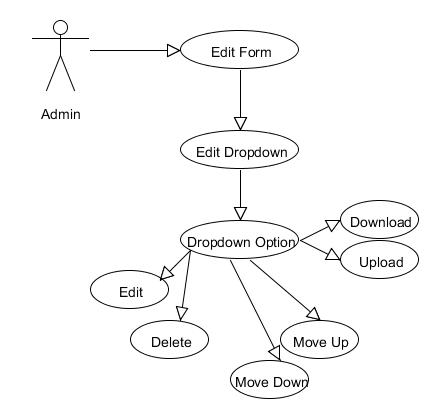 Edit Form
Admin
Edit Dropdown
Dropdown Option
Download
Upload
Edit
Delete
Move Up
Move Down